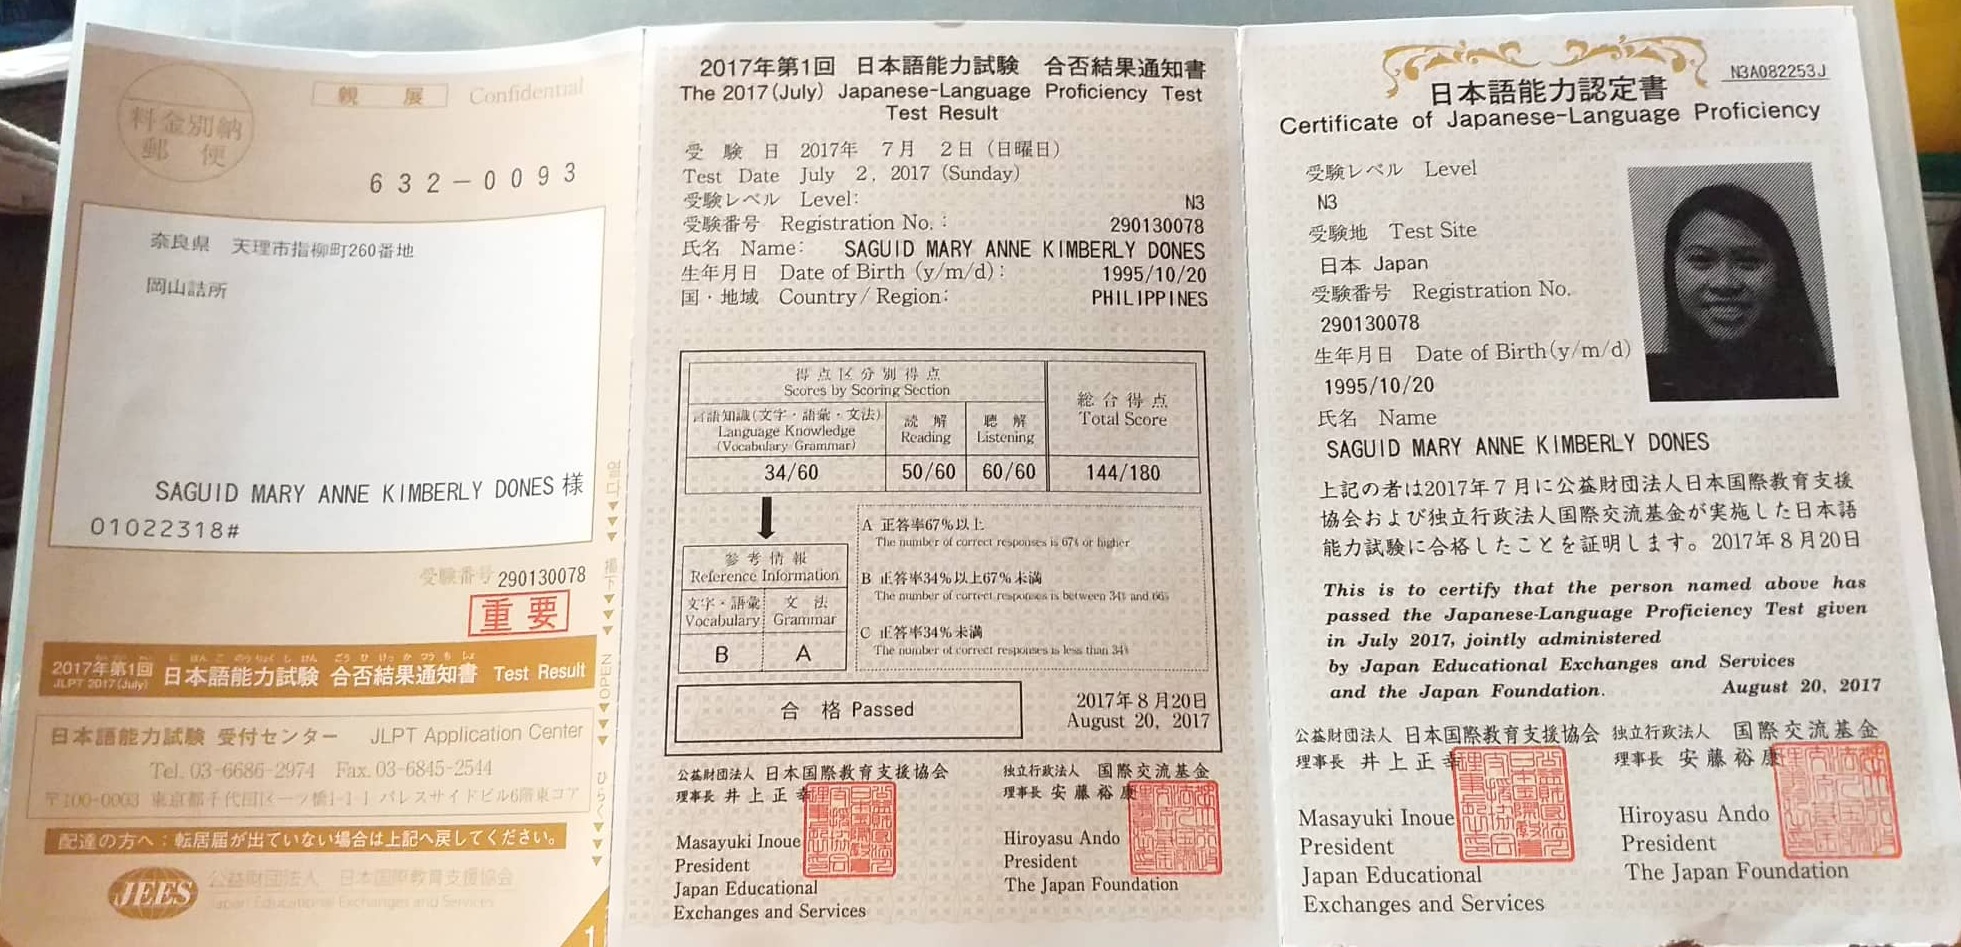 料金別納
郵 便
親 展 Confidential
632-0093
奈良県 天理市指柳町260番地
岡山詰所
SAGUID MARY ANNE KIMBERLY DONES 様
01022318#
受験番号 290130078
重要
2017年第1回 日本語能力試験 合否結果通知書 Test Result
JLPT 2017(July)
日本語能力試験 受付センター JLPT Application Center
Tel. 03-6686-2974 Fax. 03-6845-2544
〒100-0003 東京都千代田区一ツ橋1-1-1 パレスサイドビル6階東コア
配達の方へ:転居届が出ていない場合は上記へ戻してください。
JEES 公益財団法人 日本国際教育支援協会
Japan Educational Exchanges and Services
OPEN
ひらく
1
2017年第1回 日本語能力試験 合否結果通知書
The 2017(July) Japanese-Language Proficiency Test
Test Result
受 験 日 2017年 7月 2日(日曜日)
Test Date July 2, 2017 (Sunday)
受験レベル Level: N3
受験番号 Registration No.: 290130078
氏名 Name: SAGUID MARY ANNE KIMBERLY DONES
生年月日 Date of Birth (y/m/d): 1995/10/20
国・地域 Country/Region: PHILIPPINES
得点区分別得点
Scores by Scoring Section
総合得点
Total Score
言語知識(文字・語彙・文法)
Language Knowledge
(Vocabulary Grammar)
読 解
Reading
聴 解
Listening
34/60 50/60 60/60 144/180
参考情報
Reference Information
文字・語彙
Vocabulary
文 法
Grammar
B A
A 正答率67%以上
The number of correct responses is 67% or higher
B 正答率34%以上67%未満
The number of correct responses is between 34% and 66%
C 正答率34%未満
The number of correct responses is less than 34%
合 格 Passed
2017年8月20日
August 20, 2017
公益財団法人 日本国際教育支援協会
理事長 井上正幸
Masayuki Inoue
President
Japan Educational
Exchanges and Services
独立行政法人 国際交流基金
理事長 安藤裕康
Hiroyasu Ando
President
The Japan Foundation
N3A082253J
日本語能力認定書
Certificate of Japanese-Language Proficiency
受験レベル Level
N3
受験地 Test Site
日本 Japan
受験番号 Registration No.
290130078
生年月日 Date of Birth(y/m/d)
1995/10/20
氏名 Name
SAGUID MARY ANNE KIMBERLY DONES
上記の者は2017年7月に公益財団法人日本国際教育支援
協会および独立行政法人国際交流基金が実施した日本語
能力試験に合格したことを証明します。2017年8月20日
This is to certify that the person named above has
passed the Japanese-Language Proficiency Test given
in July 2017, jointly administered
by Japan Educational Exchanges and Services
and the Japan Foundation. August 20, 2017
公益財団法人 日本国際教育支援協会
理事長 井上正幸
Masayuki Inoue
President
Japan Educational
Exchanges and Services
独立行政法人 国際交流基金
理事長 安藤裕康
Hiroyasu Ando
President
The Japan Foundation